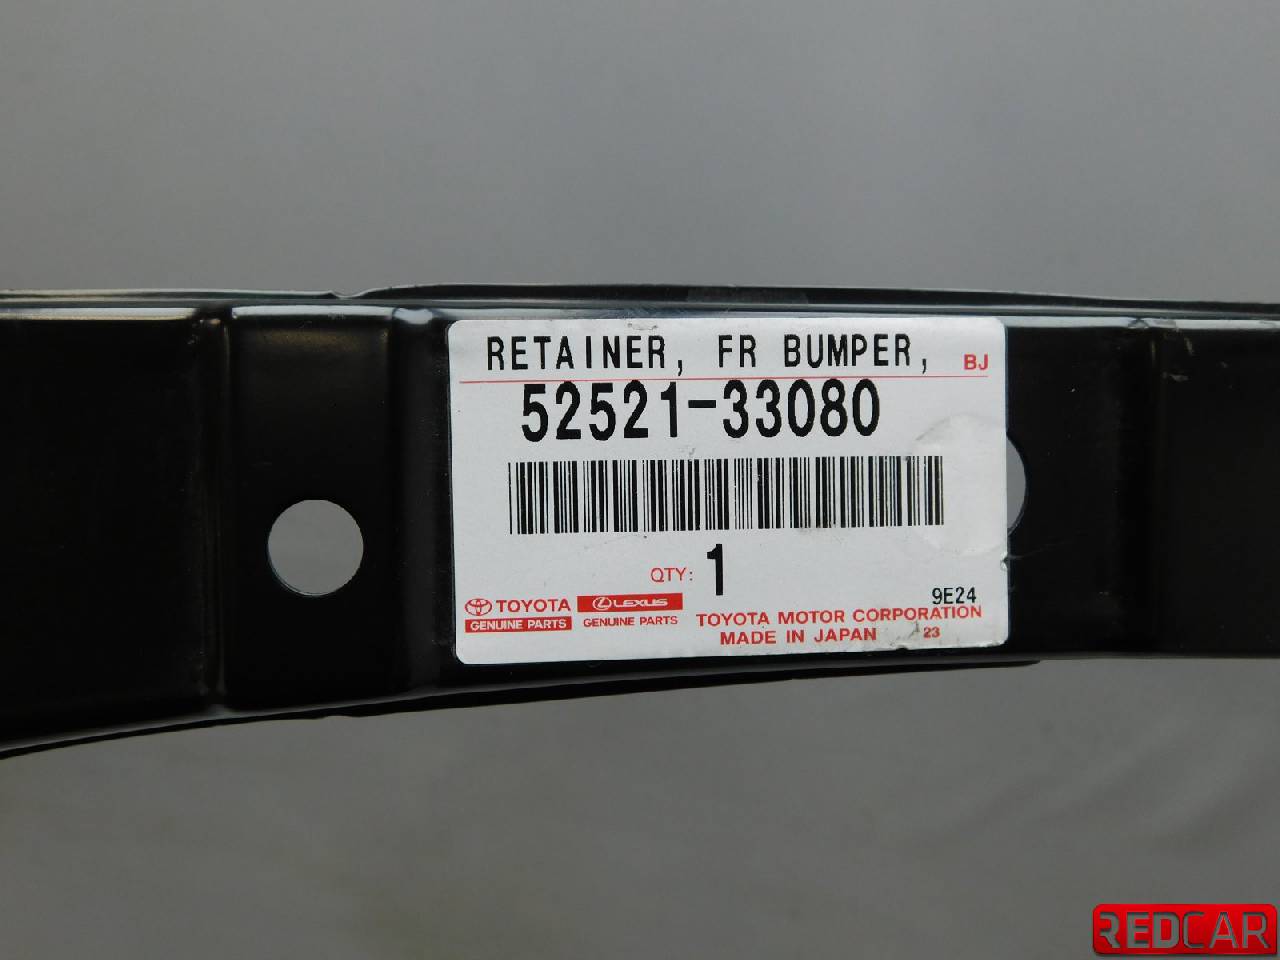 RETAINER, FR BUMPER, BJ
52521-33080
QTY: 1
9E24
TOYOTA LEXUS TOYOTA MOTOR CORPORATION
GENUINE PARTS GENUINE PARTS MADE IN JAPAN 23
REDCAR